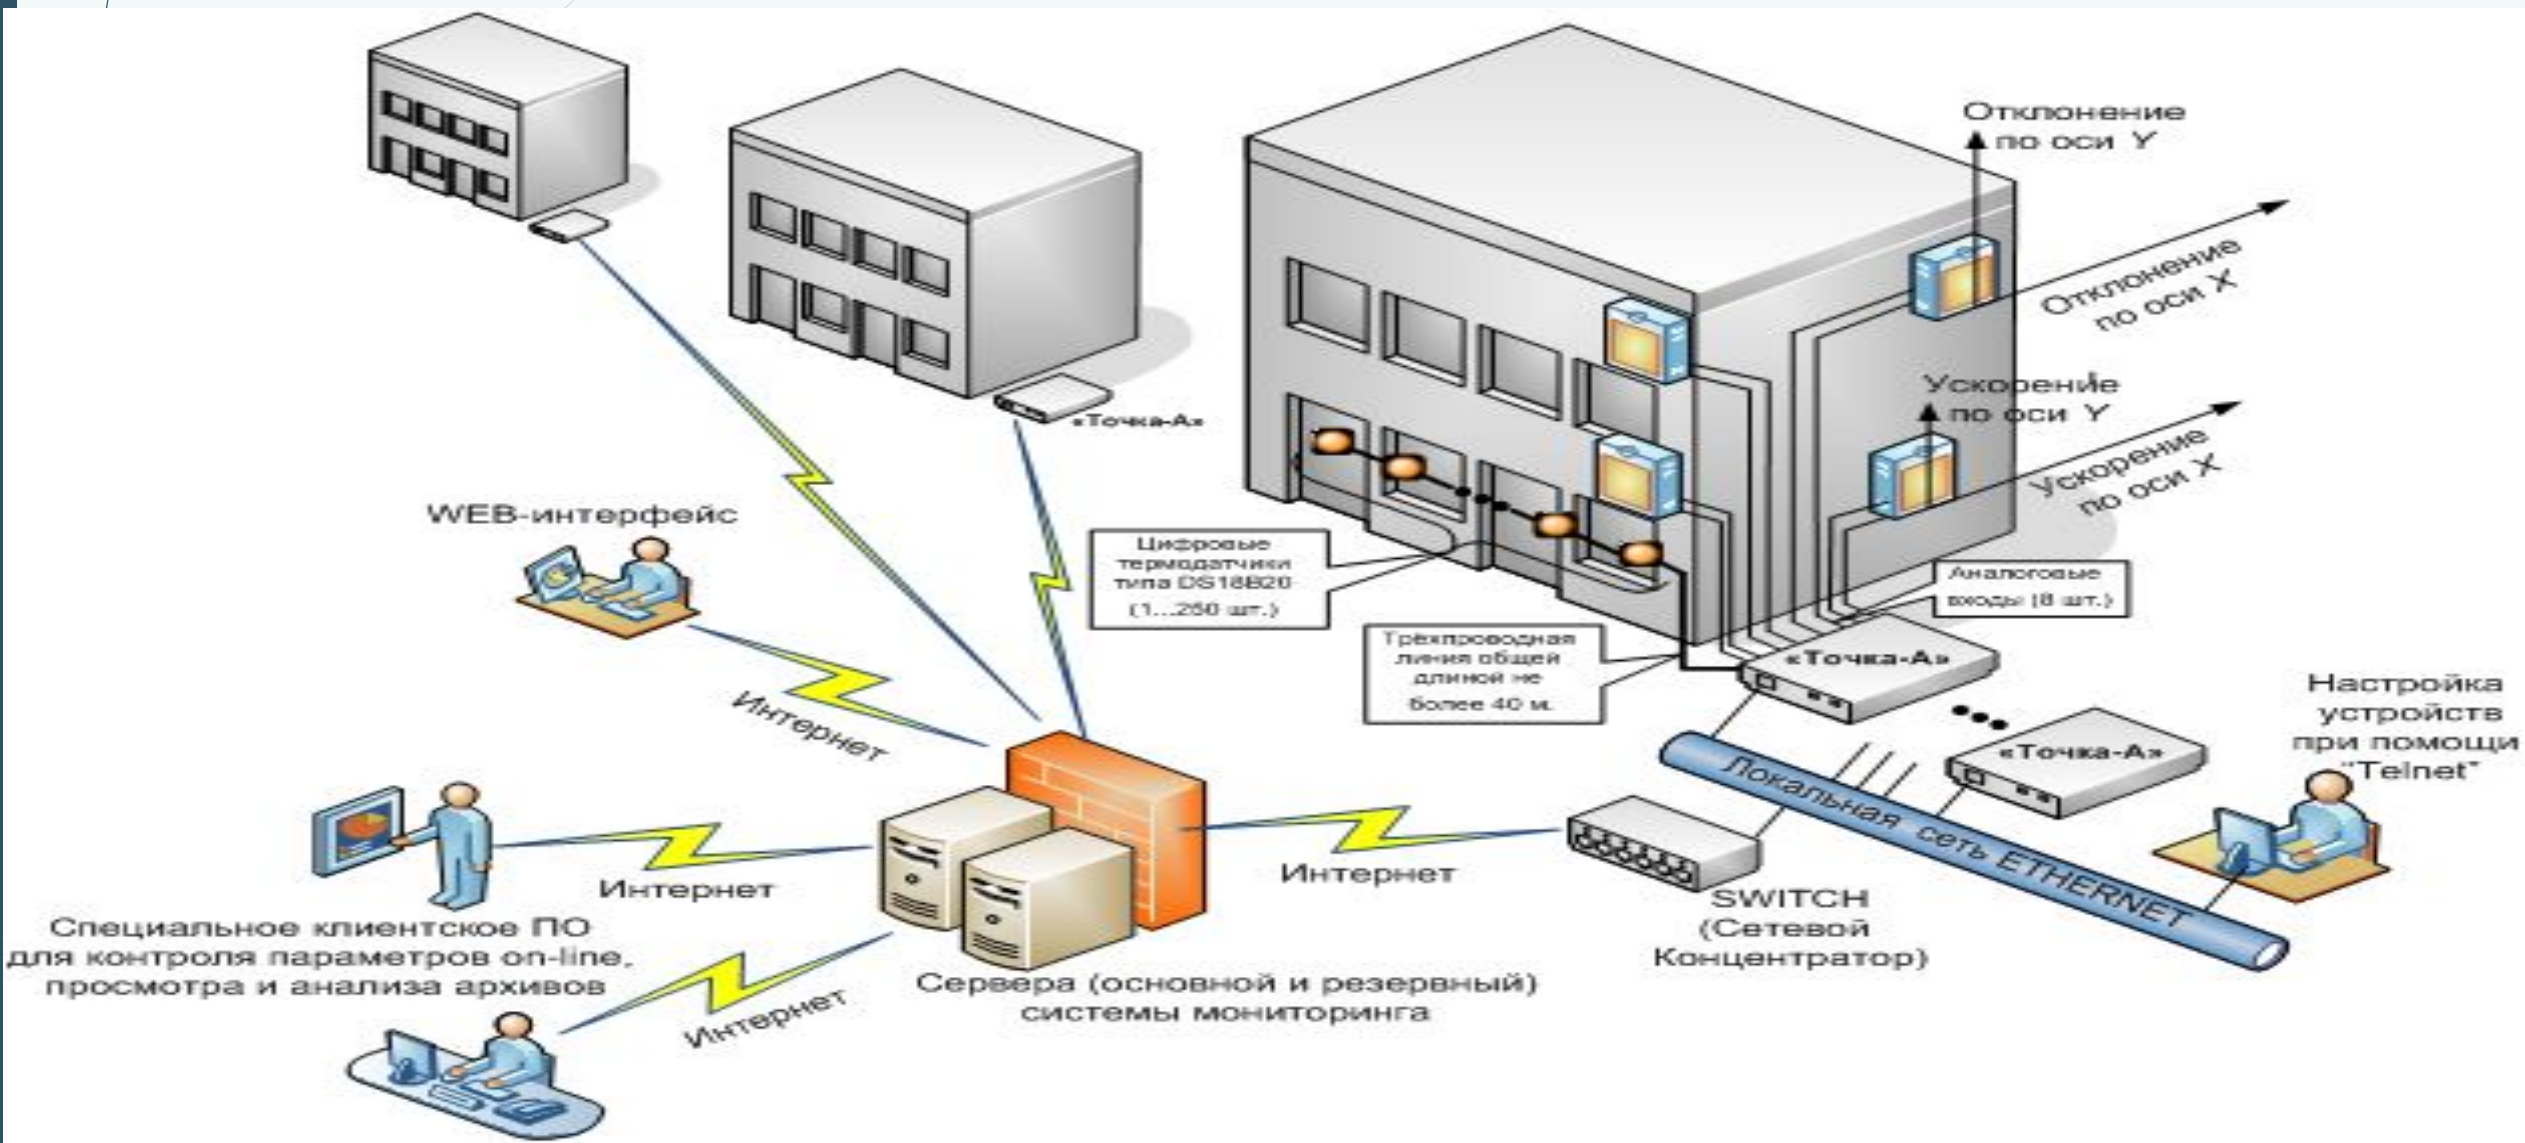 Отклонение
по оси Y
Отклонение
по оси X
Ускорение
по оси Y
Ускорение
по оси X
«Точка-А»
WEB-интерфейс
Цифровые
термодатчики
типа DS18B20
(1...250 шт.)
Аналоговые
входы (8 шт.)
Трёхпроводная
линия общей
длиной не
более 40 м.
«Точка-А»
«Точка-А»
Настройка
устройств
при помощи
"Telnet"
Интернет
Локальная сеть ETHERNET
Интернет
Интернет
SWITCH
(Сетевой
Концентратор)
Специальное клиентское ПО
для контроля параметров on-line,
просмотра и анализа архивов
Интернет
Сервера (основной и резервный)
системы мониторинга